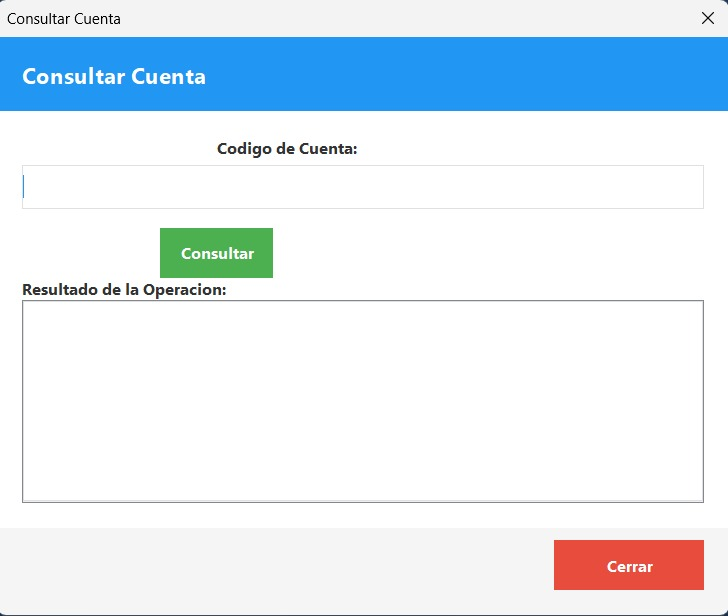 Consultar Cuenta
Consultar Cuenta
Codigo de Cuenta:
Consultar
Resultado de la Operacion:
Cerrar